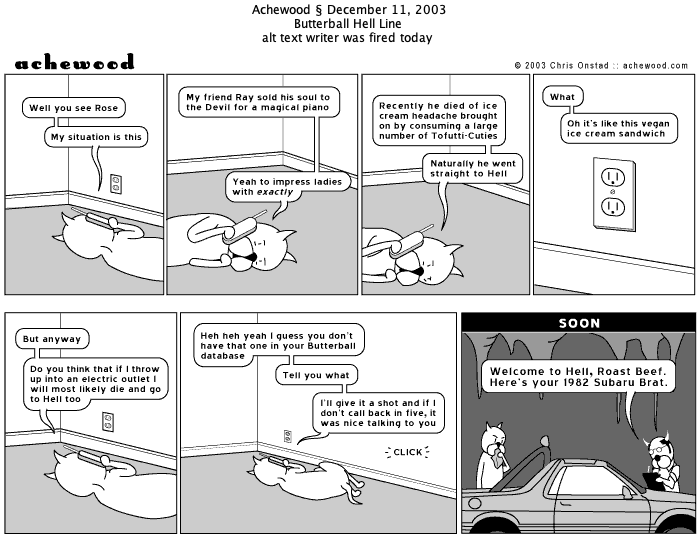 Achewood § December 11, 2003
Butterball Hell Line
alt text writer was fired today
achewood
© 2003 Chris Onstad :: achewood.com
Well you see Rose
My situation is this
My friend Ray sold his soul to
the Devil for a magical piano
Yeah to impress ladies
with exactly
Recently he died of ice
cream headache brought
on by consuming a large
number of Tofutti-Cuties
Naturally he went
straight to Hell
What
Oh it's like this vegan
ice cream sandwich
But anyway
Do you think that if I throw
up into an electric outlet I
will most likely die and go
to Hell too
Heh heh yeah I guess you don't
have that one in your Butterball
database
Tell you what
I'll give it a shot and if I
don't call back in five, it
was nice talking to you
CLICK
SOON
Welcome to Hell, Roast Beef.
Here's your 1982 Subaru Brat.